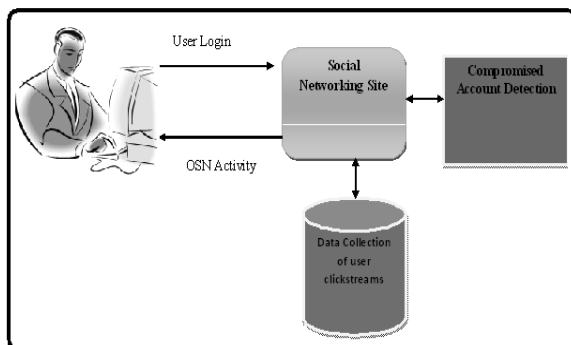 User Login
Social
Networking Site
Compromised
Account Detection
OSN Activity
Data Collection
of user
clickstreams